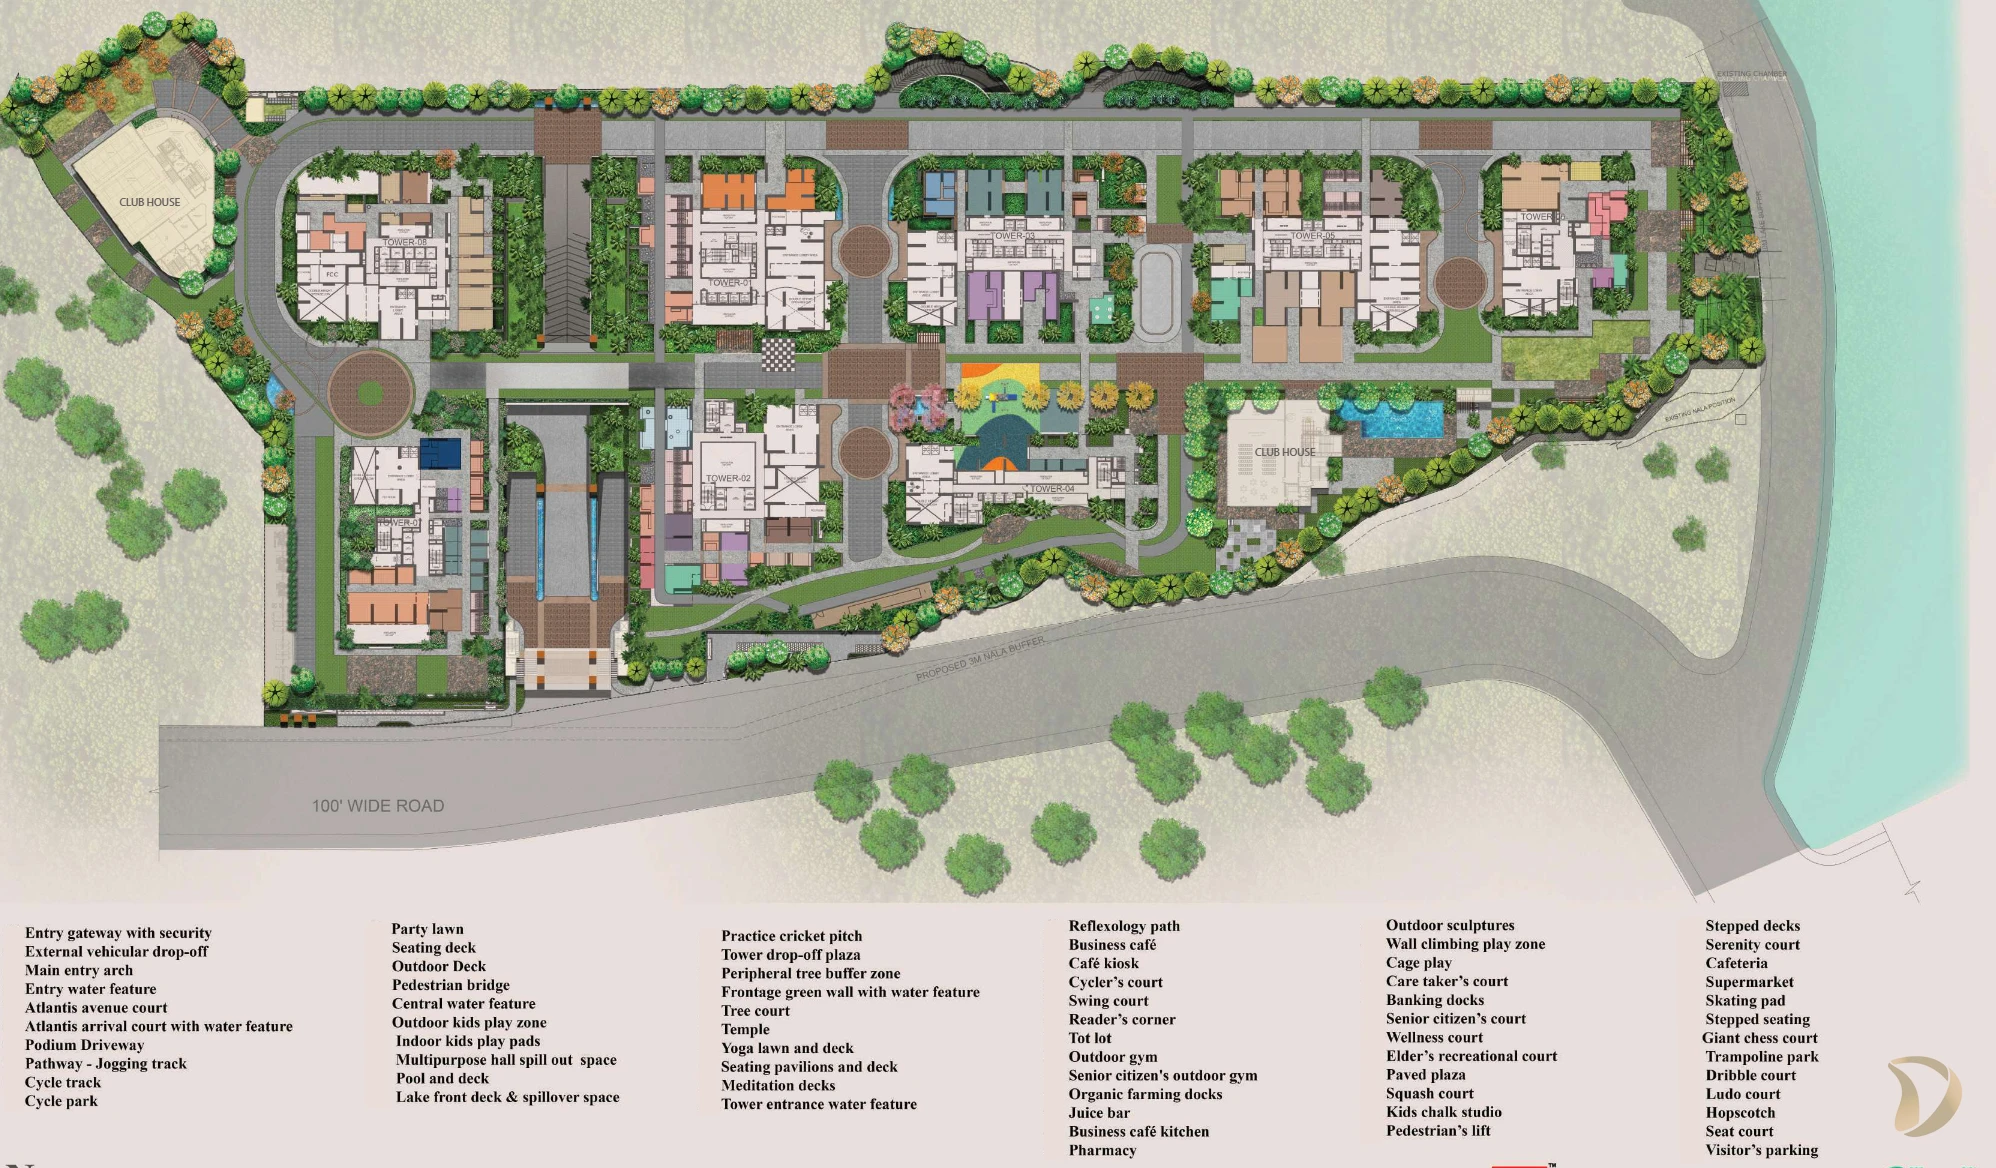 EXISTING CHAMBER
CLUB HOUSE
TOWER-08
FCC
TOWER-01
TOWER-03
TOWER-05
EXISTING NALA POSITION
CLUB HOUSE
TOWER-02
TOWER-04
PROPOSED 3M NALA BUFFER
100' WIDE ROAD
Entry gateway with security
External vehicular drop-off
Main entry arch
Entry water feature
Atlantis avenue court
Atlantis arrival court with water feature
Podium Driveway
Pathway - Jogging track
Cycle track
Cycle park
Party lawn
Seating deck
Outdoor Deck
Pedestrian bridge
Central water feature
Outdoor kids play zone
Indoor kids play pads
Multipurpose hall spill out space
Pool and deck
Lake front deck & spillover space
Practice cricket pitch
Tower drop-off plaza
Peripheral tree buffer zone
Frontage green wall with water feature
Tree court
Temple
Yoga lawn and deck
Seating pavilions and deck
Meditation decks
Tower entrance water feature
Reflexology path
Business café
Café kiosk
Cycler's court
Swing court
Reader's corner
Tot lot
Outdoor gym
Senior citizen's outdoor gym
Organic farming docks
Juice bar
Business café kitchen
Pharmacy
Outdoor sculptures
Wall climbing play zone
Cage play
Care taker's court
Banking docks
Senior citizen's court
Wellness court
Elder's recreational court
Paved plaza
Squash court
Kids chalk studio
Pedestrian's lift
Stepped decks
Serenity court
Cafeteria
Supermarket
Skating pad
Stepped seating
Giant chess court
Trampoline park
Dribble court
Ludo court
Hopscotch
Seat court
Visitor's parking
TM